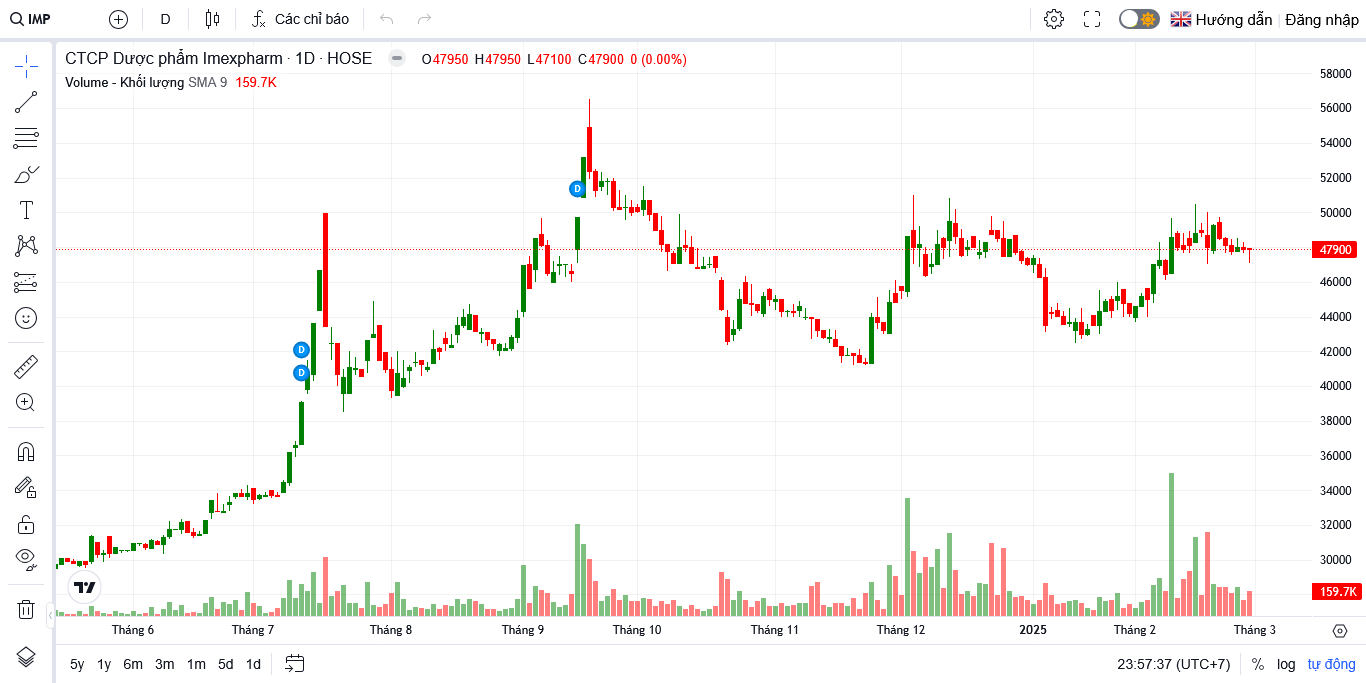 IMP
D
Các chỉ báo
Hướng dẫn
Đăng nhập
CTCP Dược phẩm Imexpharm · 1D · HOSE
O47950 H47950 L47100 C47900 0 (0.00%)
Volume - Khối lượng SMA 9 159.7K
58000
56000
54000
52000
50000
47900
46000
44000
42000
40000
38000
36000
34000
32000
30000
159.7K
D
D
D
Tháng 6 Tháng 7 Tháng 8 Tháng 9 Tháng 10 Tháng 11 Tháng 12 2025 Tháng 2 Tháng 3
5y 1y 6m 3m 1m 5d 1d
23:57:37 (UTC+7) % log tự động